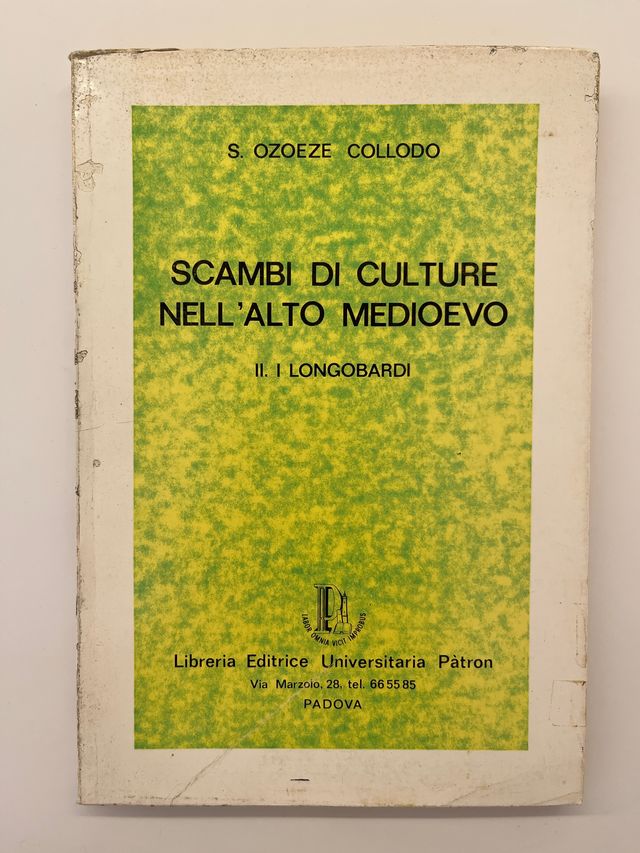 S. OZOEZE COLLODO
SCAMBI DI CULTURE
NELL'ALTO MEDIOEVO
II. I LONGOBARDI
LABOR OMNIA VICIT IMPROBUS
Libreria Editrice Universitaria Pàtron
Via Marzolo, 28, tel. 66 55 85
PADOVA